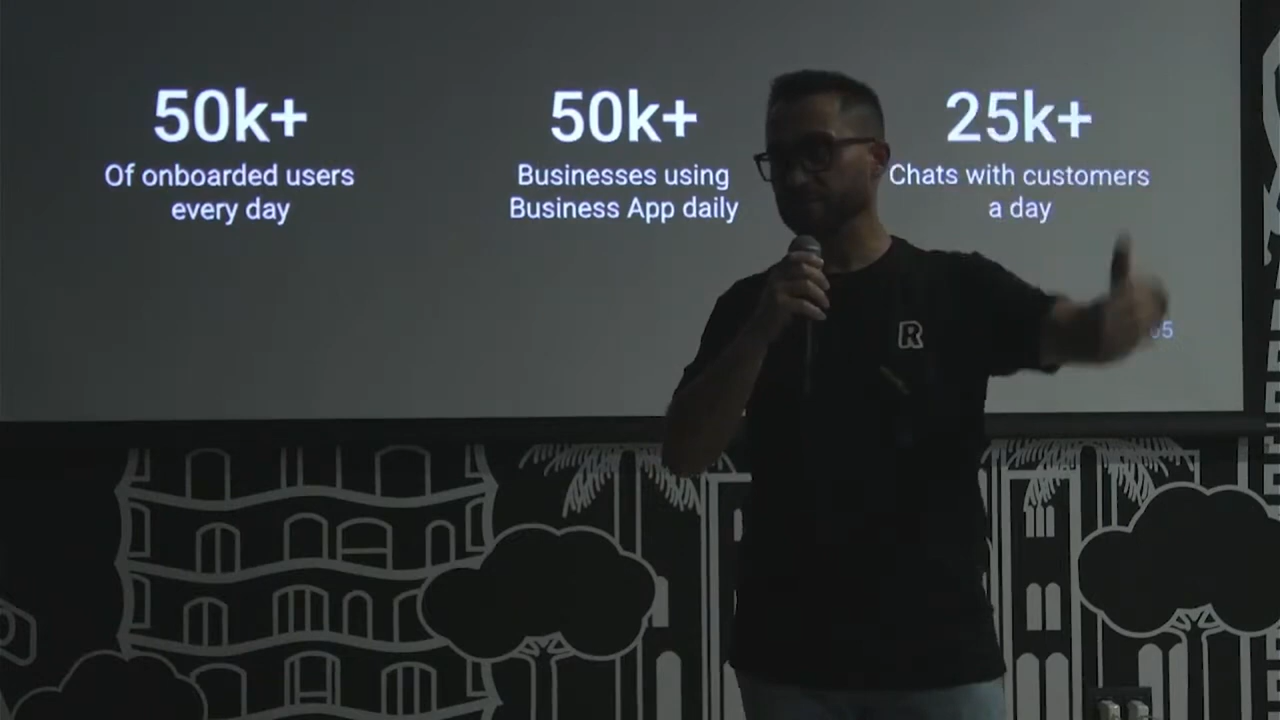 50k+
Of onboarded users
every day
50k+
Businesses using
Business App daily
25k+
Chats with customers
a day
R